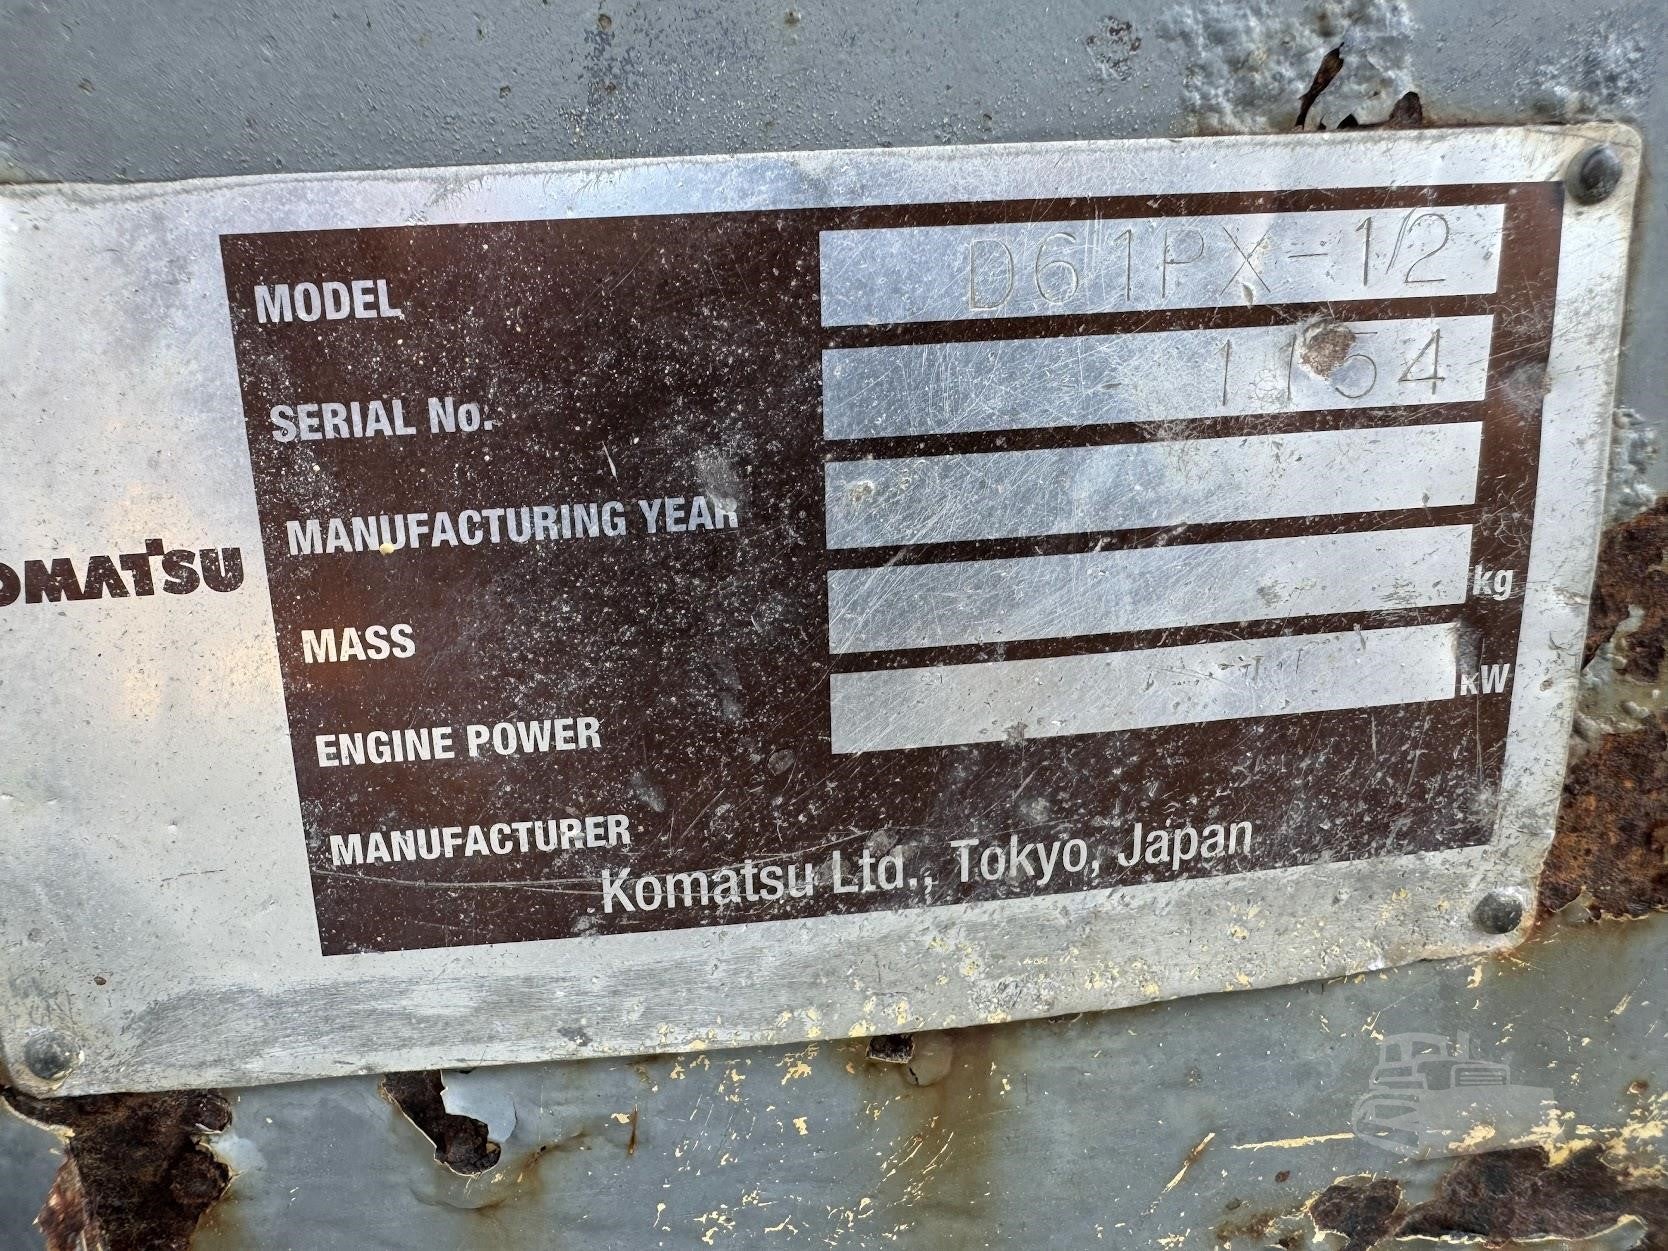 MODEL D61PX-12
SERIAL No. 1154
MANUFACTURING YEAR
MASS kg
ENGINE POWER kW
MANUFACTURER
Komatsu Ltd., Tokyo, Japan
OMATSU